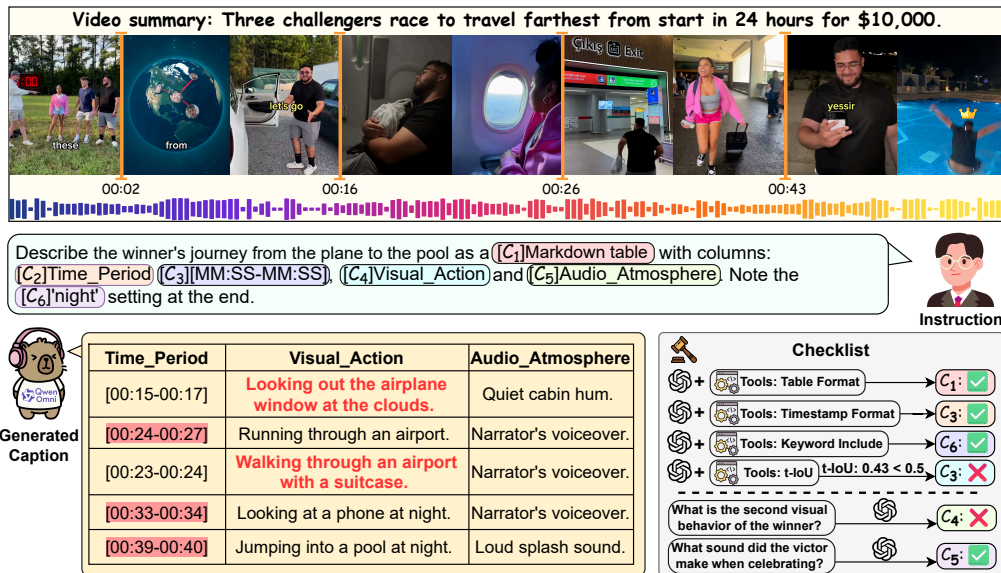 Video summary: Three challengers race to travel farthest from start in 24 hours for $10,000.
these
from
let's go
Çıkış Exit
yessir
00:02
00:16
00:26
00:43
Describe the winner's journey from the plane to the pool as a [C1]Markdown table with columns:
[C2]Time_Period [C3][MM:SS-MM:SS], [C4]Visual_Action and [C5]Audio_Atmosphere. Note the
[C6]'night' setting at the end.
Instruction
Qwen
Omni
Generated
Caption
Time_Period Visual_Action Audio_Atmosphere
[00:15-00:17] Looking out the airplane window at the clouds. Quiet cabin hum.
[00:24-00:27] Running through an airport. Narrator's voiceover.
[00:23-00:24] Walking through an airport with a suitcase. Narrator's voiceover.
[00:33-00:34] Looking at a phone at night. Narrator's voiceover.
[00:39-00:40] Jumping into a pool at night. Loud splash sound.
Checklist
+ Tools: Table Format C1:
+ Tools: Timestamp Format C3:
+ Tools: Keyword Include C6:
+ Tools: t-IoU t-IoU: 0.43 < 0.5 C3:
What is the second visual
behavior of the winner? C4:
What sound did the victor
make when celebrating? C5: